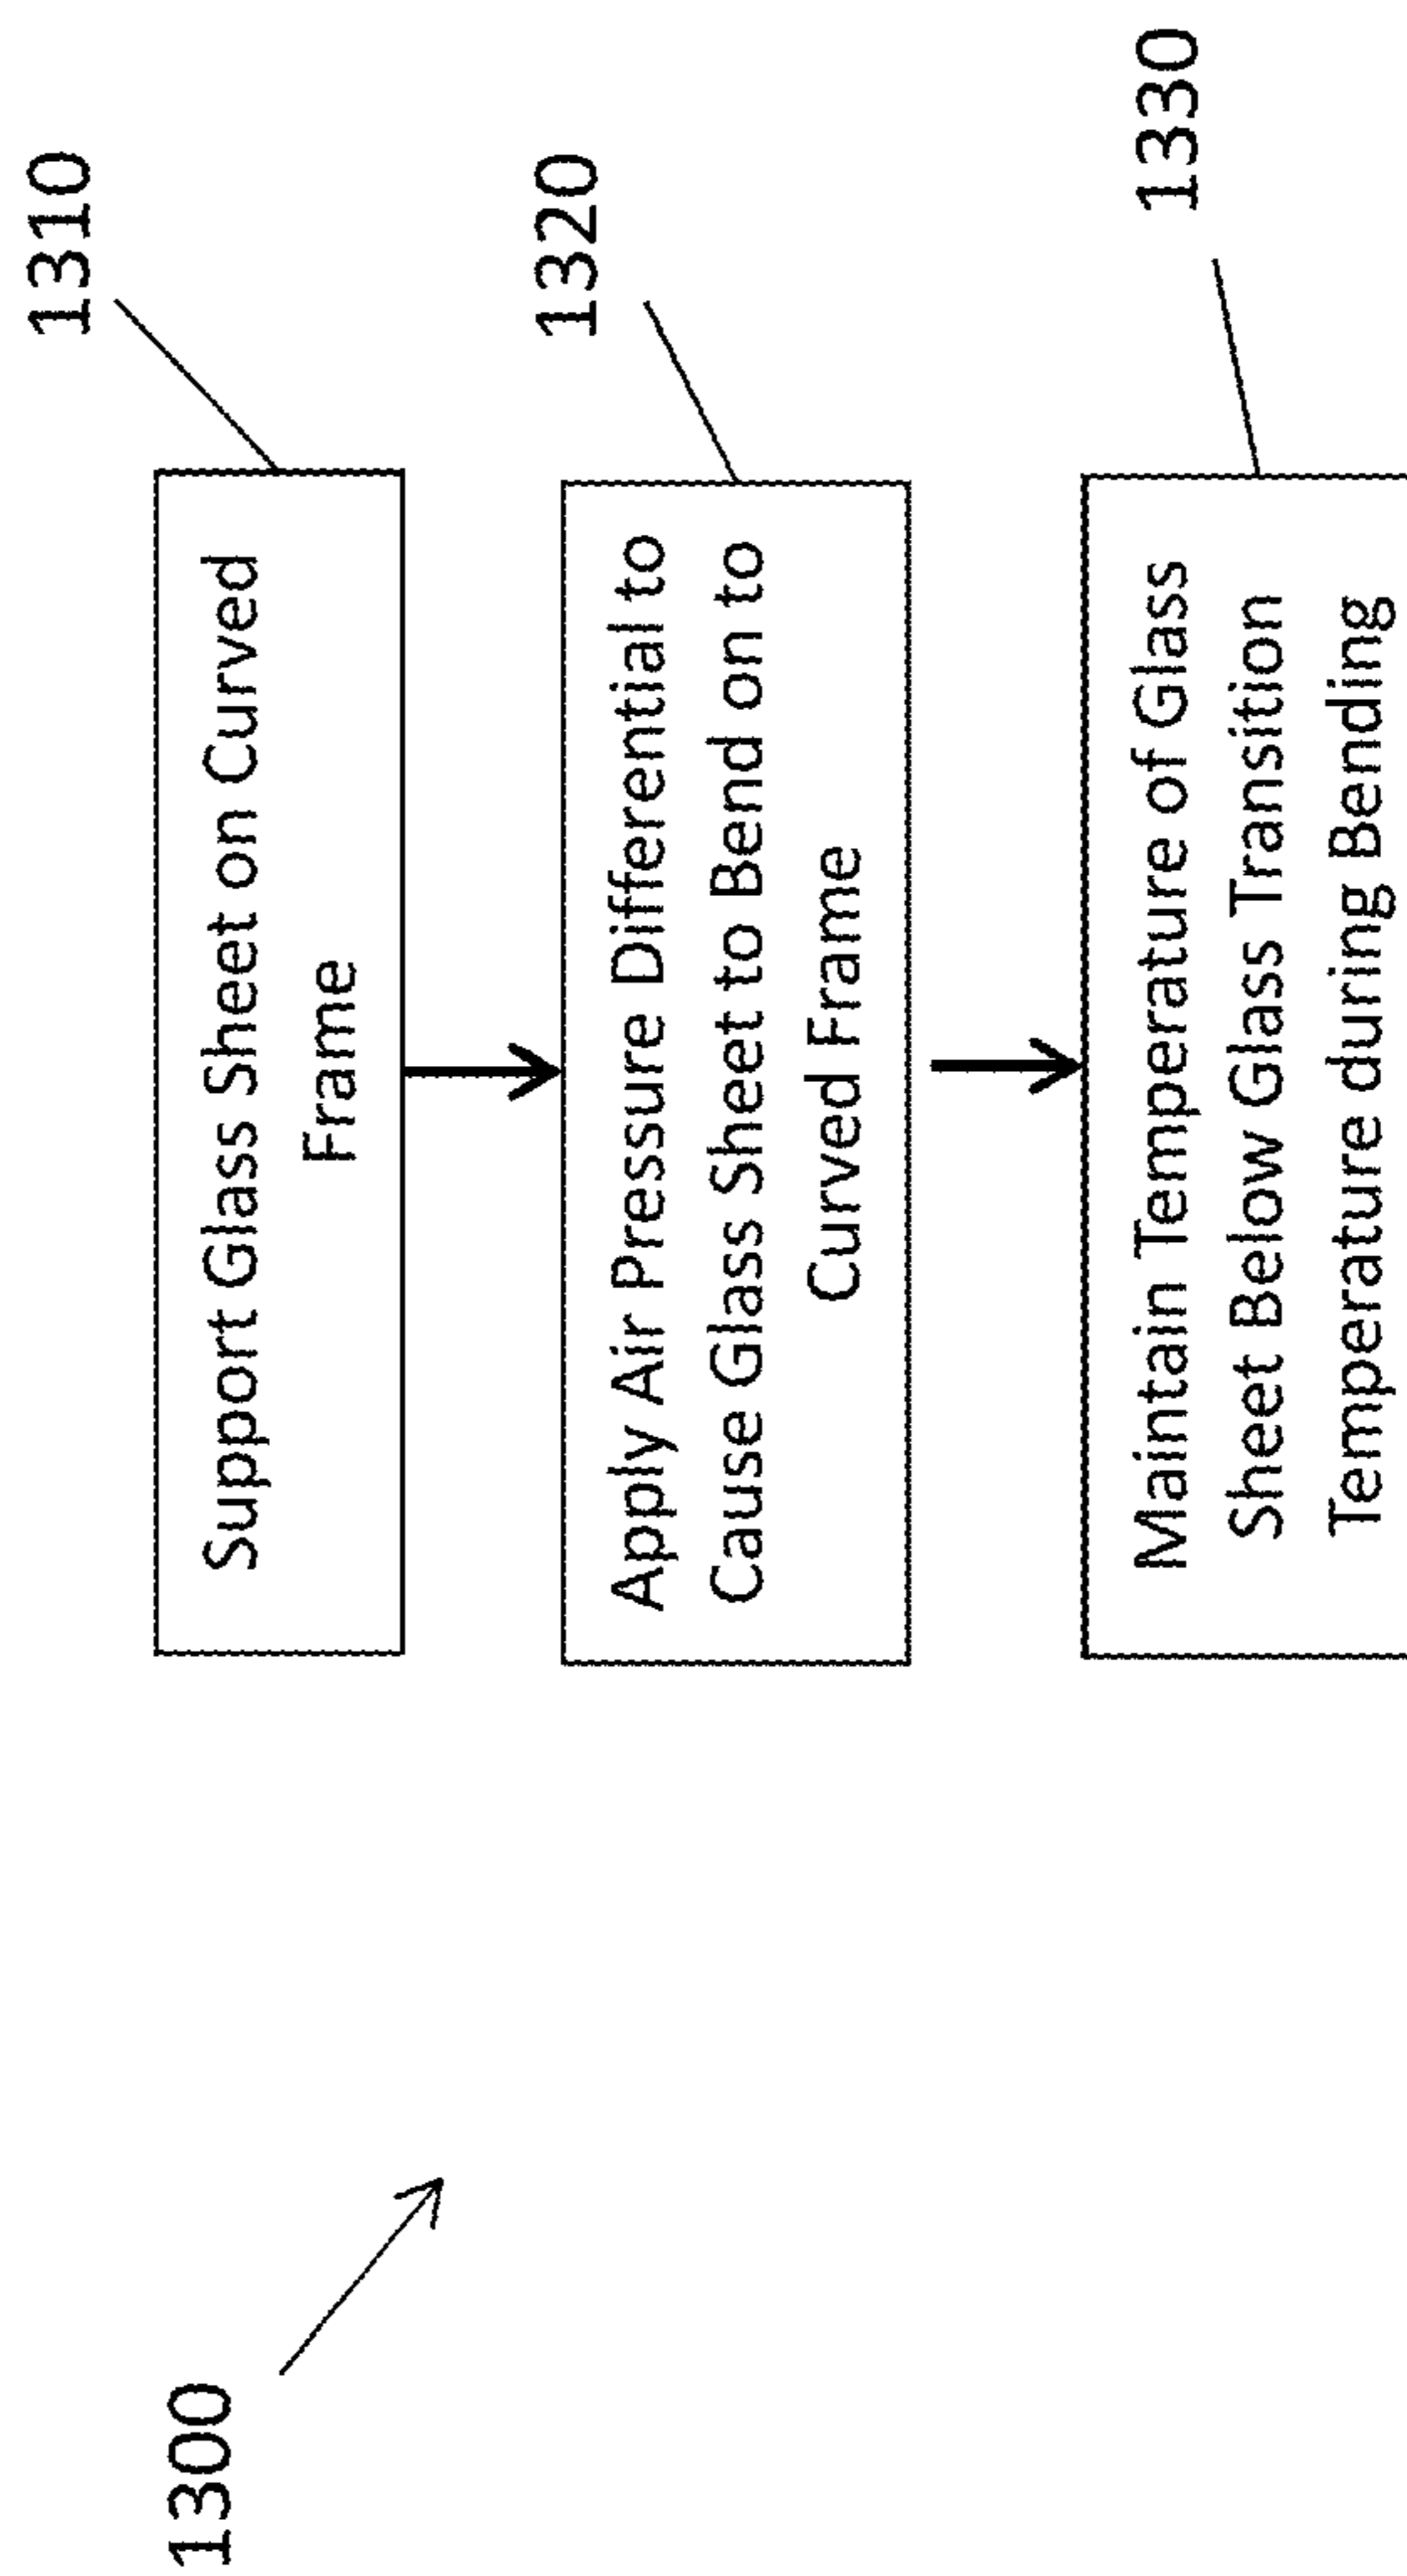 1300
1310
Support Glass Sheet on Curved
Frame
1320
Apply Air Pressure Differential to
Cause Glass Sheet to Bend on to
Curved Frame
1330
Maintain Temperature of Glass
Sheet Below Glass Transition
Temperature during Bending